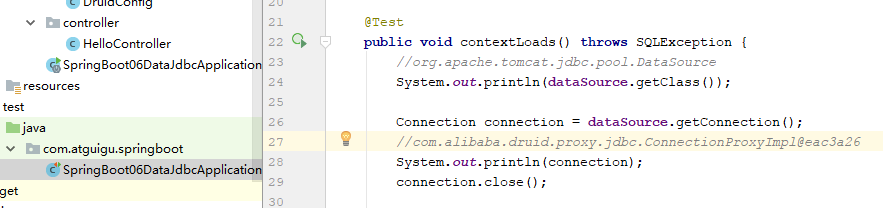 DruidConfig
controller
HelloController
SpringBoot06DataJdbcApplication
resources
test
java
com.atguigu.springboot
SpringBoot06DataJdbcApplication
get
20
21 @Test
22 public void contextLoads() throws SQLException {
23 //org.apache.tomcat.jdbc.pool.DataSource
24 System.out.println(dataSource.getClass());
25
26 Connection connection = dataSource.getConnection();
27 //com.alibaba.druid.proxy.jdbc.ConnectionProxyImpl@eac3a26
28 System.out.println(connection);
29 connection.close();
30